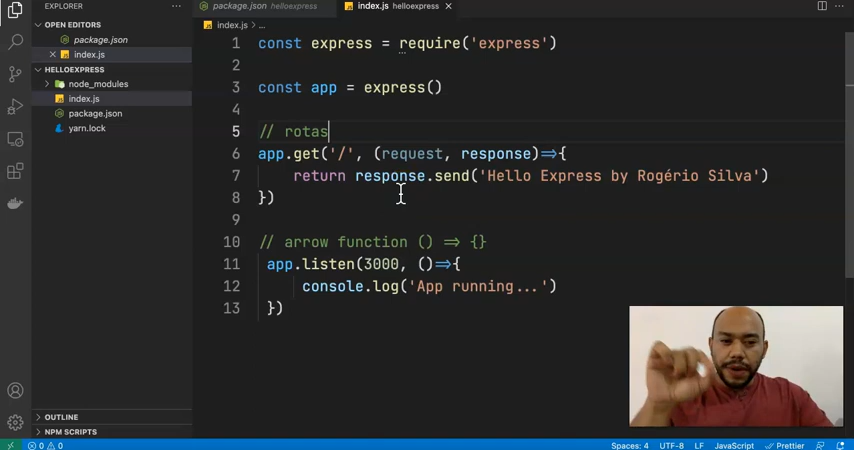 EXPLORER
package.json helloexpress
index.js helloexpress
OPEN EDITORS
package.json
index.js
HELLOEXPRESS
node_modules
index.js
package.json
yarn.lock
OUTLINE
NPM SCRIPTS
index.js > ...
1 const express = require('express')
2
3 const app = express()
4
5 // rotas
6 app.get('/', (request, response)=>{
7 return response.send('Hello Express by Rogério Silva')
8 })
9
10 // arrow function () => {}
11 app.listen(3000, ()=>{
12 console.log('App running...')
13 })
0 0 Spaces: 4 UTF-8 LF JavaScript Prettier